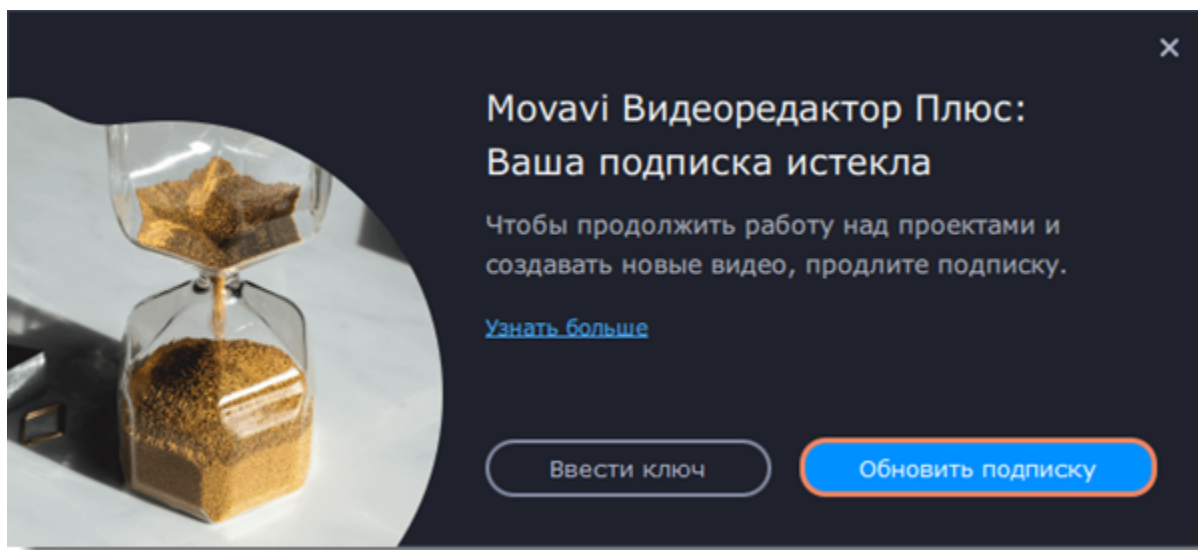 Movavi Видеоредактор Плюс:
Ваша подписка истекла
Чтобы продолжить работу над проектами и
создавать новые видео, продлите подписку.
Узнать больше
Ввести ключ
Обновить подписку